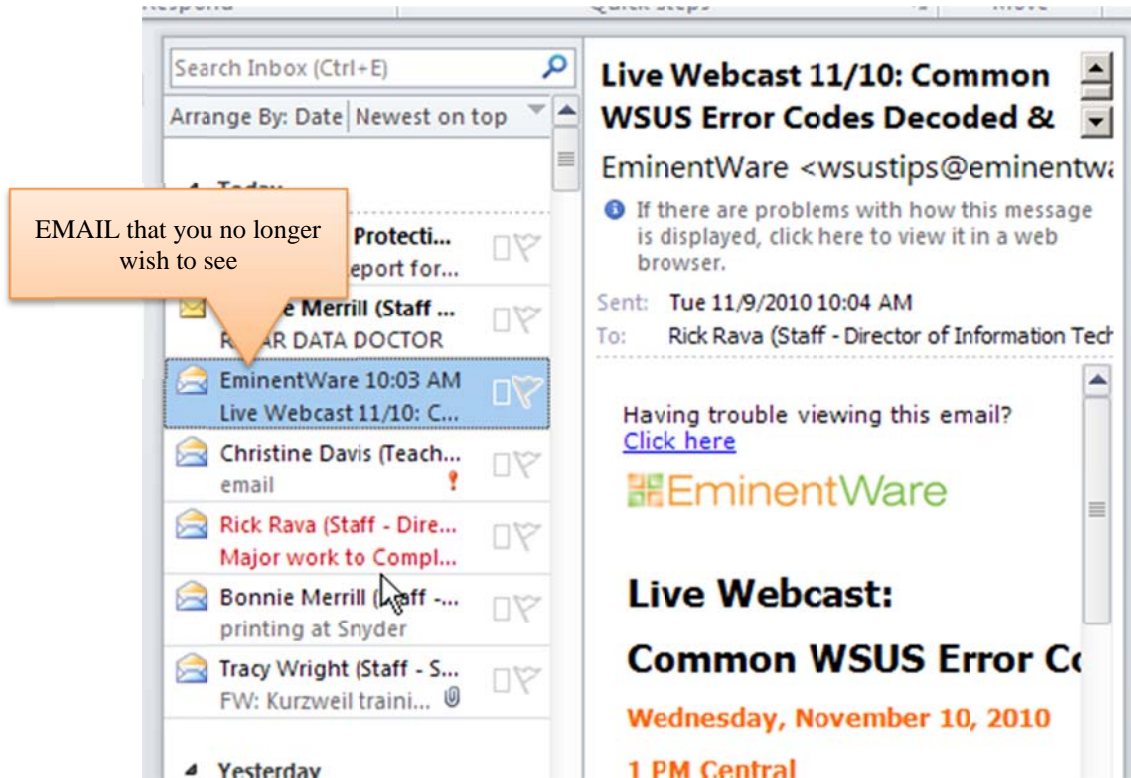 Search Inbox (Ctrl+E)
Arrange By: Date Newest on top
Today
EMAIL that you no longer
wish to see
Protecti...
eport for...
e Merrill (Staff ...
AR DATA DOCTOR
EminentWare 10:03 AM
Live Webcast 11/10: C...
Christine Davis (Teach...
email
Rick Rava (Staff - Dire...
Major work to Compl...
Bonnie Merrill (Staff -...
printing at Snyder
Tracy Wright (Staff - S...
FW: Kurzweil traini...
Yesterday
Live Webcast 11/10: Common
WSUS Error Codes Decoded &
EminentWare <wsustips@eminentwa
If there are problems with how this message
is displayed, click here to view it in a web
browser.
Sent: Tue 11/9/2010 10:04 AM
To: Rick Rava (Staff - Director of Information Tech
Having trouble viewing this email?
Click here
EminentWare
Live Webcast:
Common WSUS Error Co
Wednesday, November 10, 2010
1 PM Central